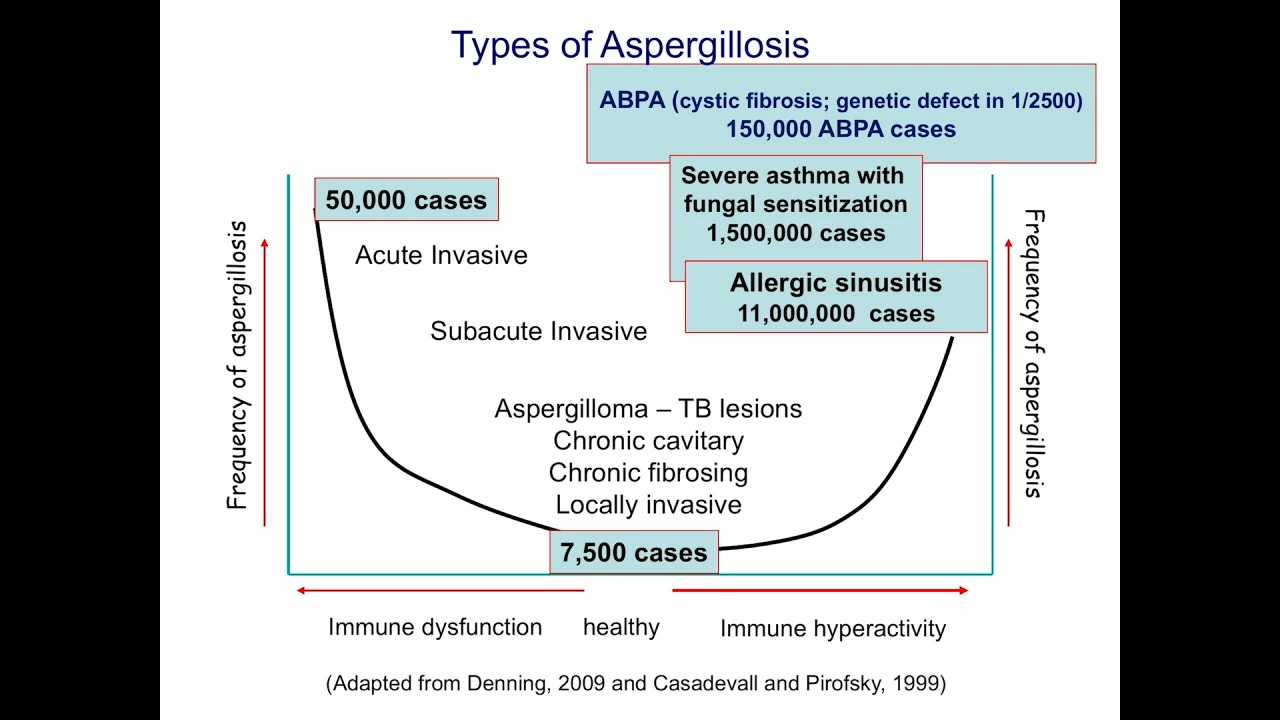 Types of Aspergillosis
ABPA (cystic fibrosis; genetic defect in 1/2500)
150,000 ABPA cases
Severe asthma with
fungal sensitization
1,500,000 cases
50,000 cases
Acute Invasive
Allergic sinusitis
11,000,000 cases
Subacute Invasive
Frequency of aspergillosis
Frequency of aspergillosis
Aspergilloma – TB lesions
Chronic cavitary
Chronic fibrosing
Locally invasive
7,500 cases
Immune dysfunction
healthy
Immune hyperactivity
(Adapted from Denning, 2009 and Casadevall and Pirofsky, 1999)